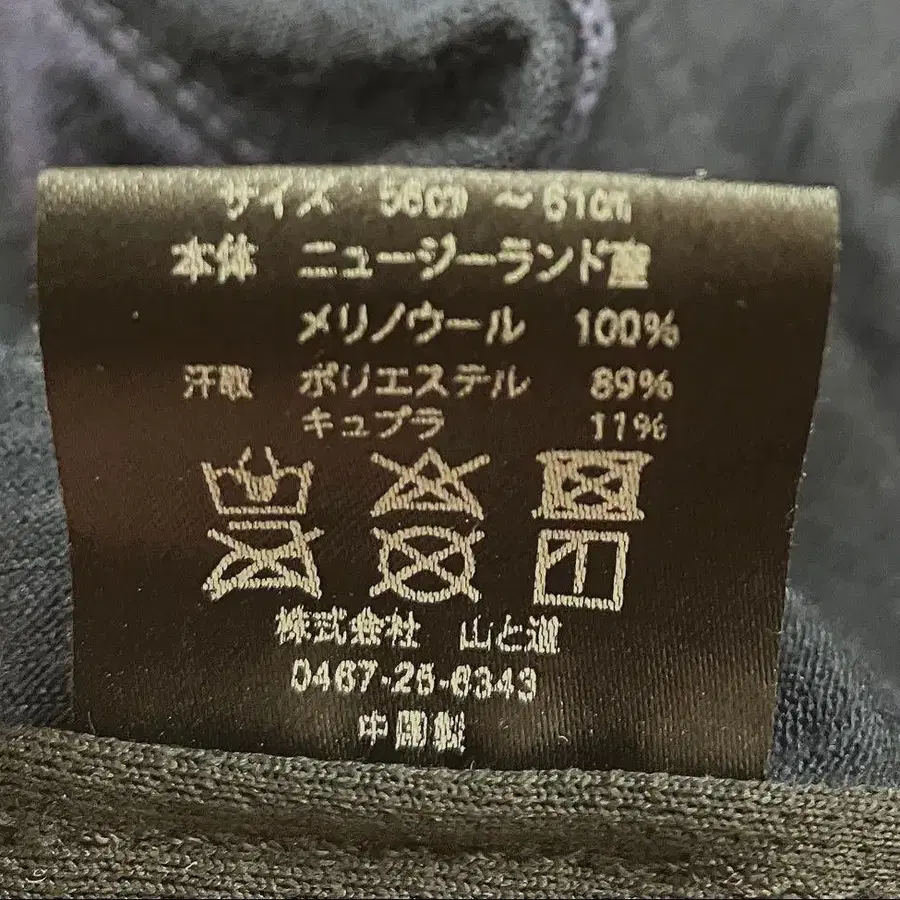 サイズ 56cm ~61cm
本体 ニュージーランド産
メリノウール 100%
汗取 ポリエステル 89%
キュプラ 11%
株式会社 山と道
0467-26-6343
中国製